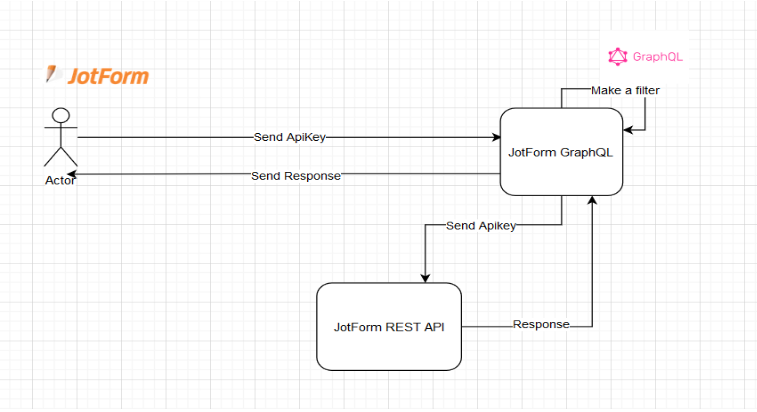 GraphQL
JotForm
Make a filter
Send ApiKey
JotForm GraphQL
Send Response
Actor
Send Apikey
JotForm REST API
Response